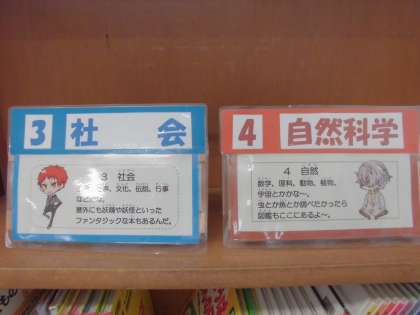 3 社 会
3 社会
文化、伝説、行事
など
意外にも妖精や妖怪といった
ファンタジックな本もあるんだ。
4 自然科学
4 自然
数学、理科、動物、植物、
宇宙とかかな〜。
虫とか魚とか調べたかったら
図鑑もここにあるよ〜。